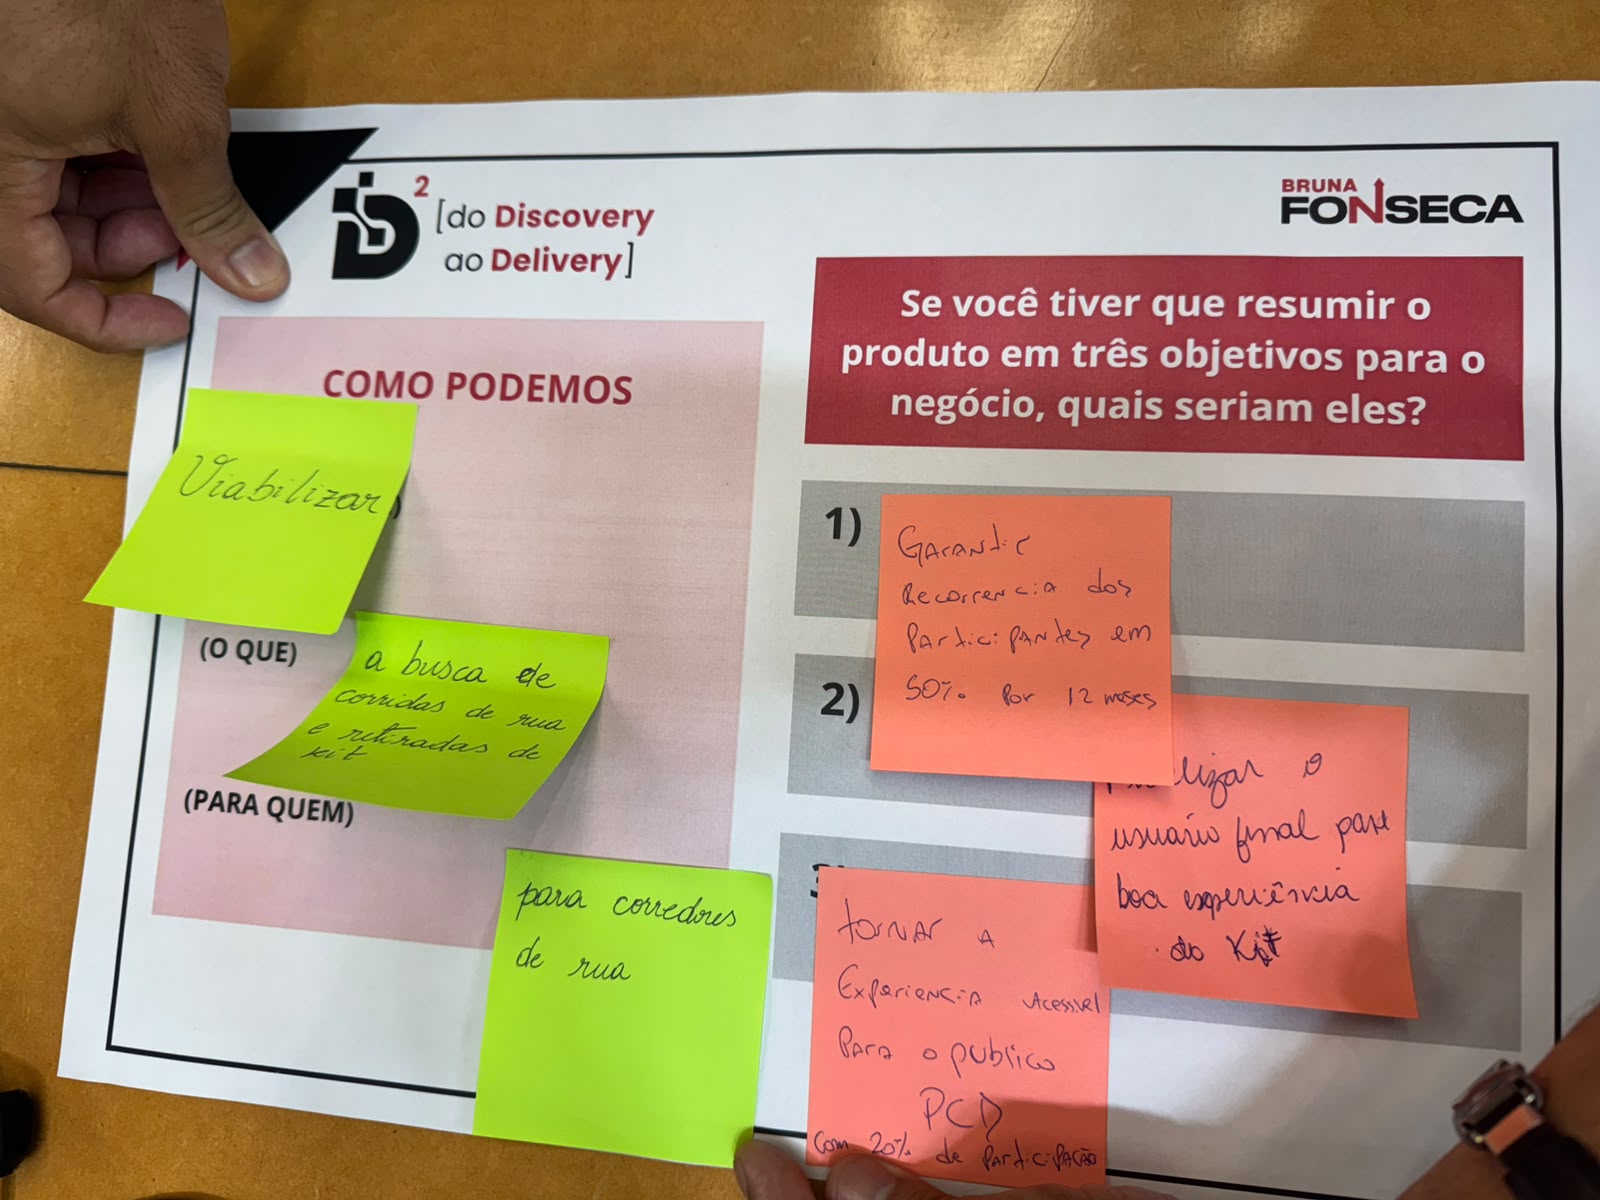 D²
[do Discovery
ao Delivery]
BRUNA
FONSECA
COMO PODEMOS
Viabilizar
)
(O QUE)
a busca de
corridas de rua
e retiradas de
kit
(PARA QUEM)
para corredores
de rua
Se você tiver que resumir o
produto em três objetivos para o
negócio, quais seriam eles?
1)
Garantir
Recorrencia dos
Participantes em
50% Por 12 meses
2)
usuário final para
boa experiência
do Kit
3)
tornar a
Experiencia Acessivel
Para o publico
PCD
com 20% de Participação